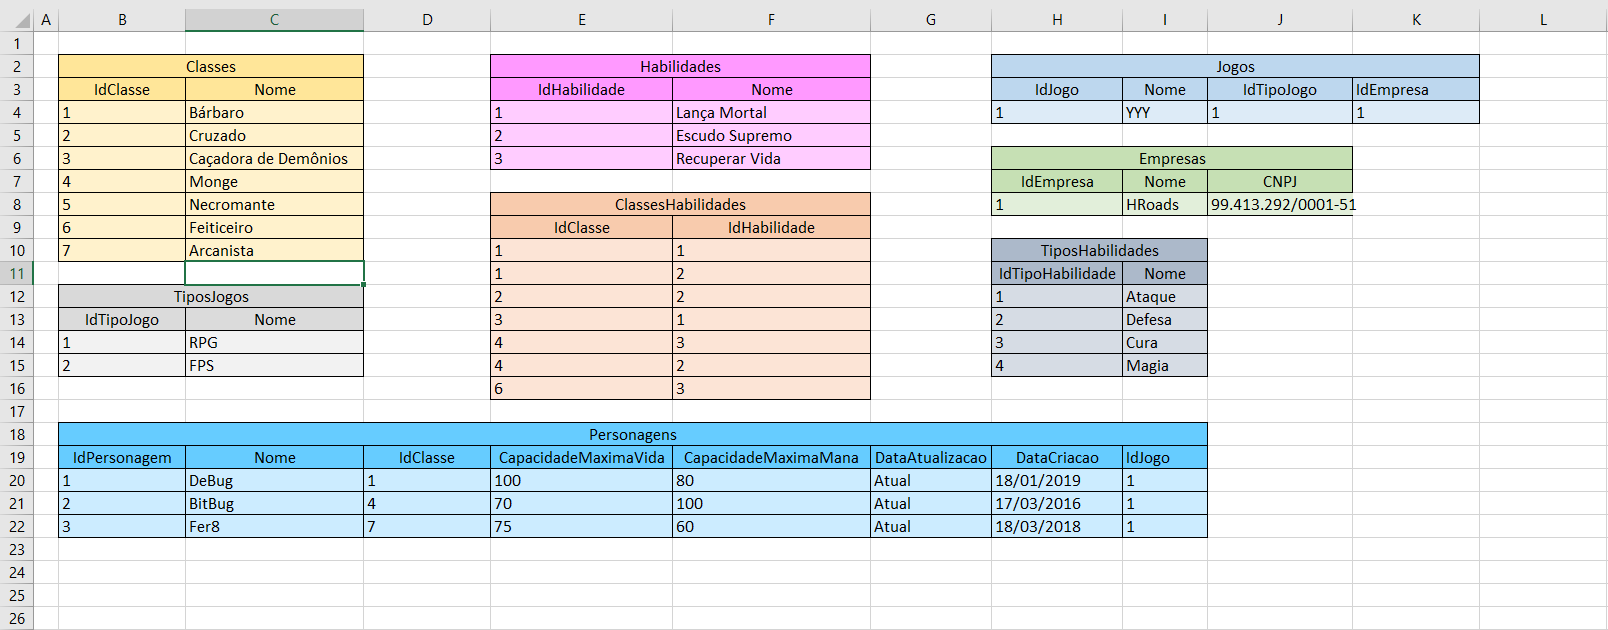 A B C D E F G H I J K L
1
2 Classes Habilidades Jogos
3 IdClasse Nome IdHabilidade Nome IdJogo Nome IdTipoJogo IdEmpresa
4 1 Bárbaro 1 Lança Mortal 1 YYY 1 1
5 2 Cruzado 2 Escudo Supremo
6 3 Caçadora de Demônios 3 Recuperar Vida Empresas
7 4 Monge IdEmpresa Nome CNPJ
8 5 Necromante ClassesHabilidades 1 HRoads 99.413.292/0001-51
9 6 Feiticeiro IdClasse IdHabilidade
10 7 Arcanista 1 1 TiposHabilidades
11 1 2 IdTipoHabilidade Nome
12 TiposJogos 2 2 1 Ataque
13 IdTipoJogo Nome 3 1 2 Defesa
14 1 RPG 4 3 3 Cura
15 2 FPS 4 2 4 Magia
16 6 3
17
18 Personagens
19 IdPersonagem Nome IdClasse CapacidadeMaximaVida CapacidadeMaximaMana DataAtualizacao DataCriacao IdJogo
20 1 DeBug 1 100 80 Atual 18/01/2019 1
21 2 BitBug 4 70 100 Atual 17/03/2016 1
22 3 Fer8 7 75 60 Atual 18/03/2018 1
23
24
25
26